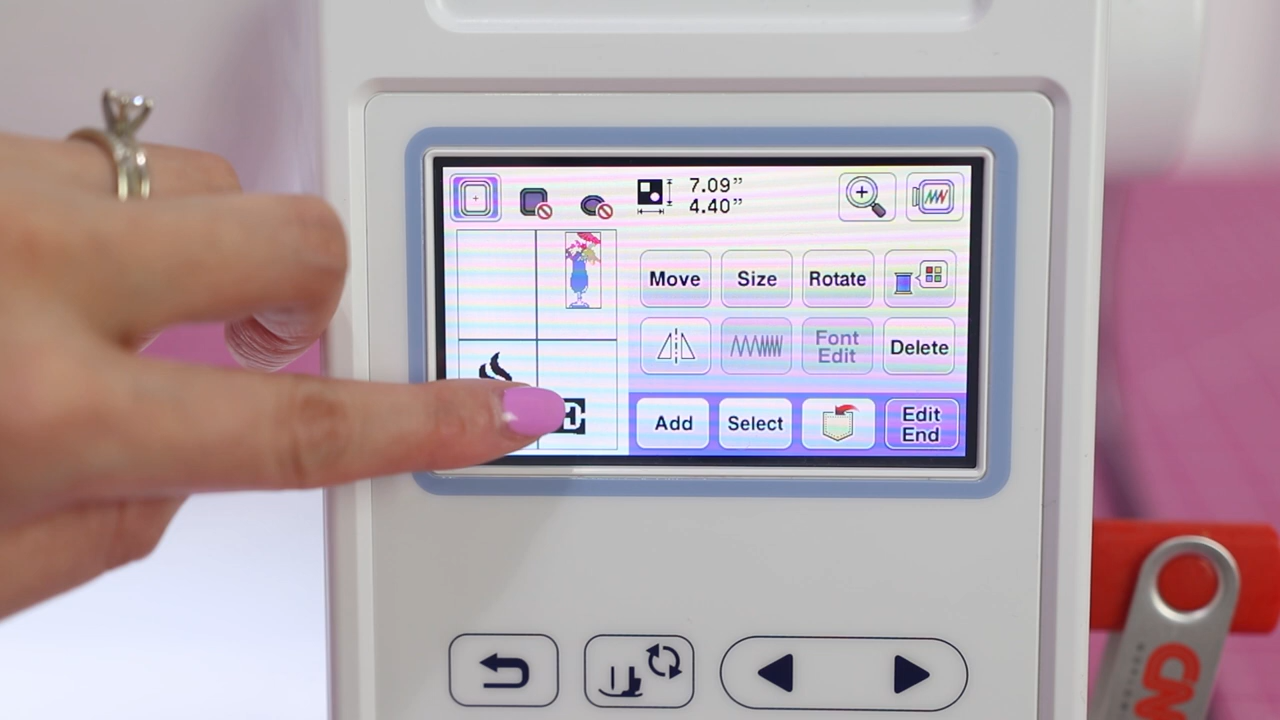 7.09”
4.40”
Move
Size
Rotate
Font
Edit
Delete
Add
Select
Edit
End